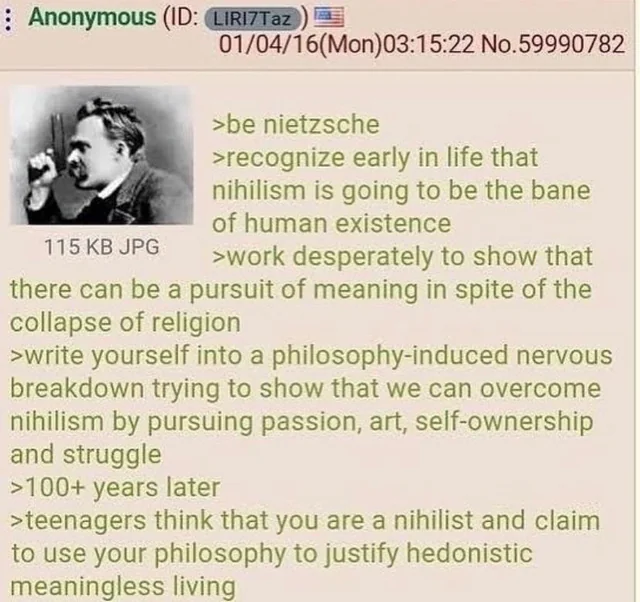 Anonymous (ID: LIRI7Taz)
01/04/16(Mon)03:15:22 No.59990782
>be nietzsche
>recognize early in life that
nihilism is going to be the bane
of human existence
115 KB JPG
>work desperately to show that
there can be a pursuit of meaning in spite of the
collapse of religion
>write yourself into a philosophy-induced nervous
breakdown trying to show that we can overcome
nihilism by pursuing passion, art, self-ownership
and struggle
>100+ years later
>teenagers think that you are a nihilist and claim
to use your philosophy to justify hedonistic
meaningless living